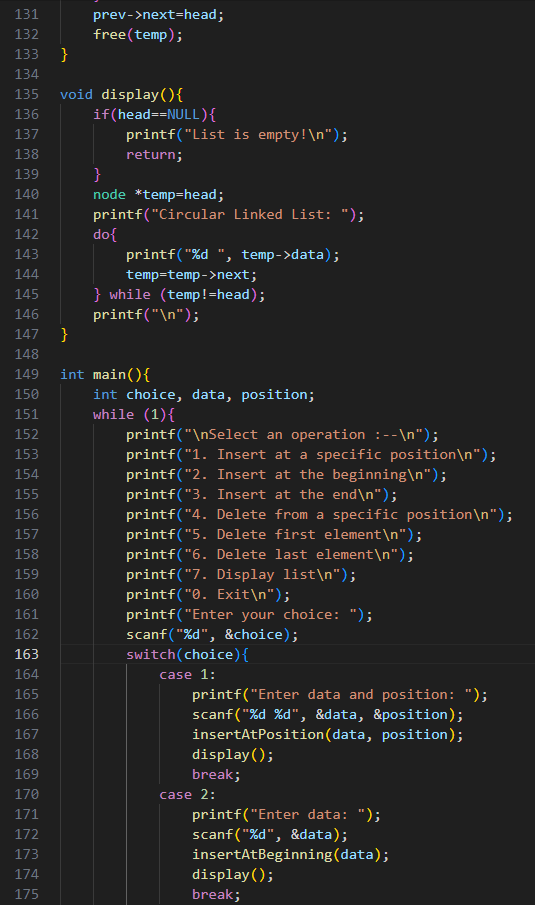 131 prev->next=head;
132 free(temp);
133 }
134
135 void display(){
136 if(head==NULL){
137 printf("List is empty!\n");
138 return;
139 }
140 node *temp=head;
141 printf("Circular Linked List: ");
142 do{
143 printf("%d ", temp->data);
144 temp=temp->next;
145 } while (temp!=head);
146 printf("\n");
147 }
148
149 int main(){
150 int choice, data, position;
151 while (1){
152 printf("\nSelect an operation :--\n");
153 printf("1. Insert at a specific position\n");
154 printf("2. Insert at the beginning\n");
155 printf("3. Insert at the end\n");
156 printf("4. Delete from a specific position\n");
157 printf("5. Delete first element\n");
158 printf("6. Delete last element\n");
159 printf("7. Display list\n");
160 printf("0. Exit\n");
161 printf("Enter your choice: ");
162 scanf("%d", &choice);
163 switch(choice){
164 case 1:
165 printf("Enter data and position: ");
166 scanf("%d %d", &data, &position);
167 insertAtPosition(data, position);
168 display();
169 break;
170 case 2:
171 printf("Enter data: ");
172 scanf("%d", &data);
173 insertAtBeginning(data);
174 display();
175 break;